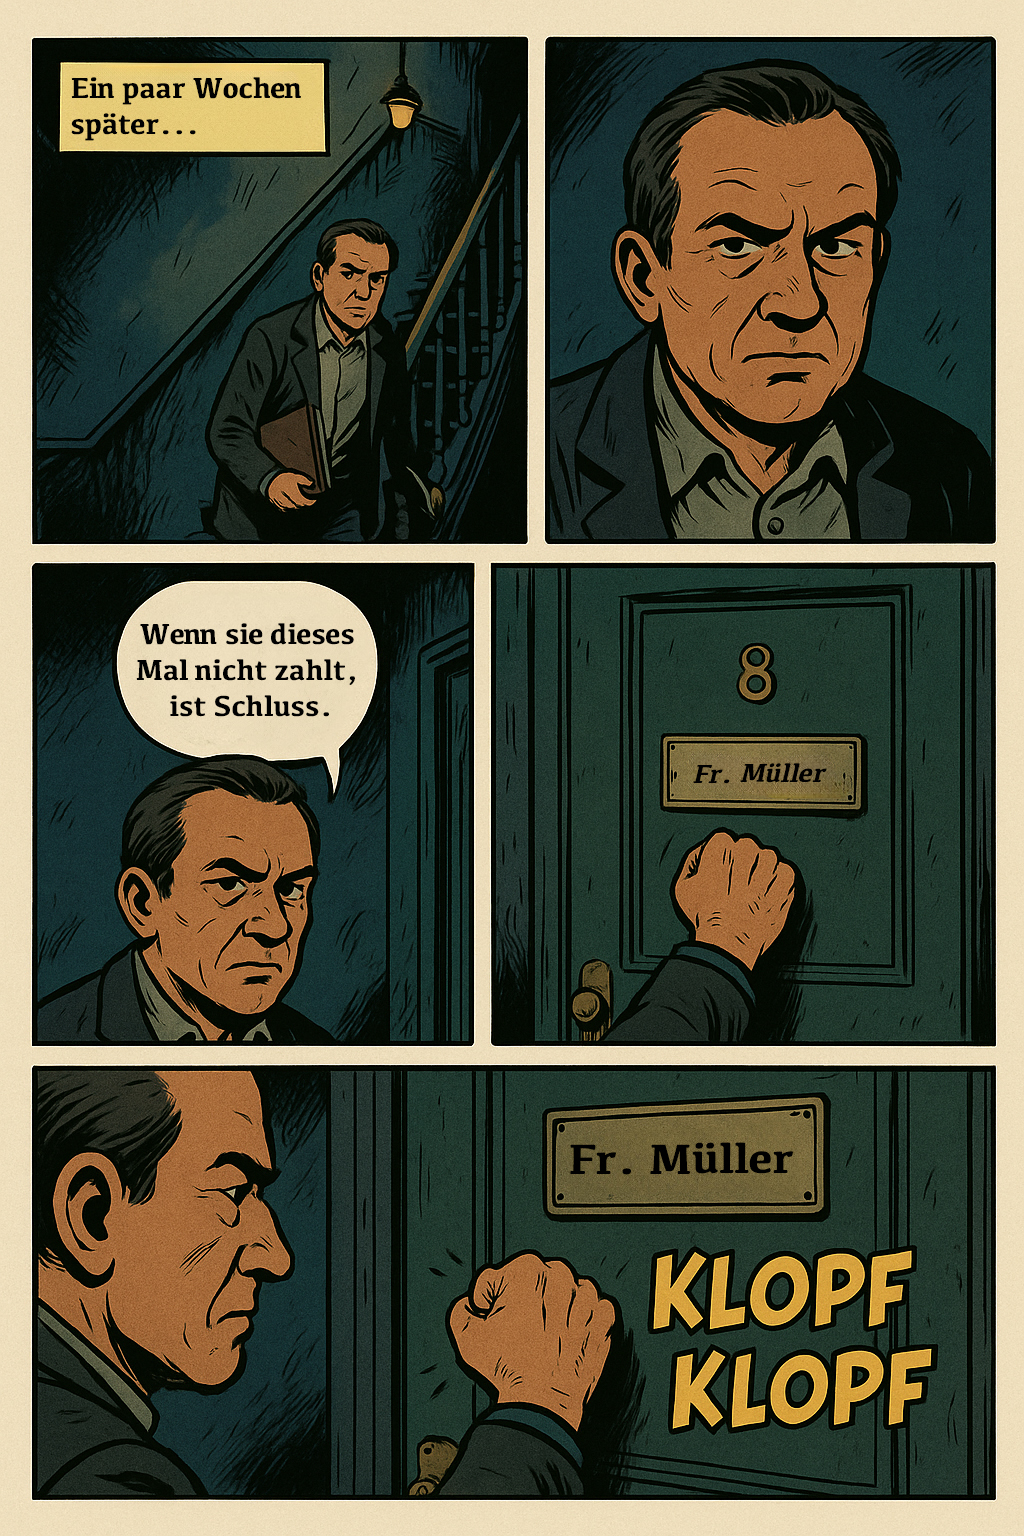 Ein paar Wochen
später...
Wenn sie dieses
Mal nicht zahlt,
ist Schluss.
8
Fr. Müller
Fr. Müller
KLOPF
KLOPF